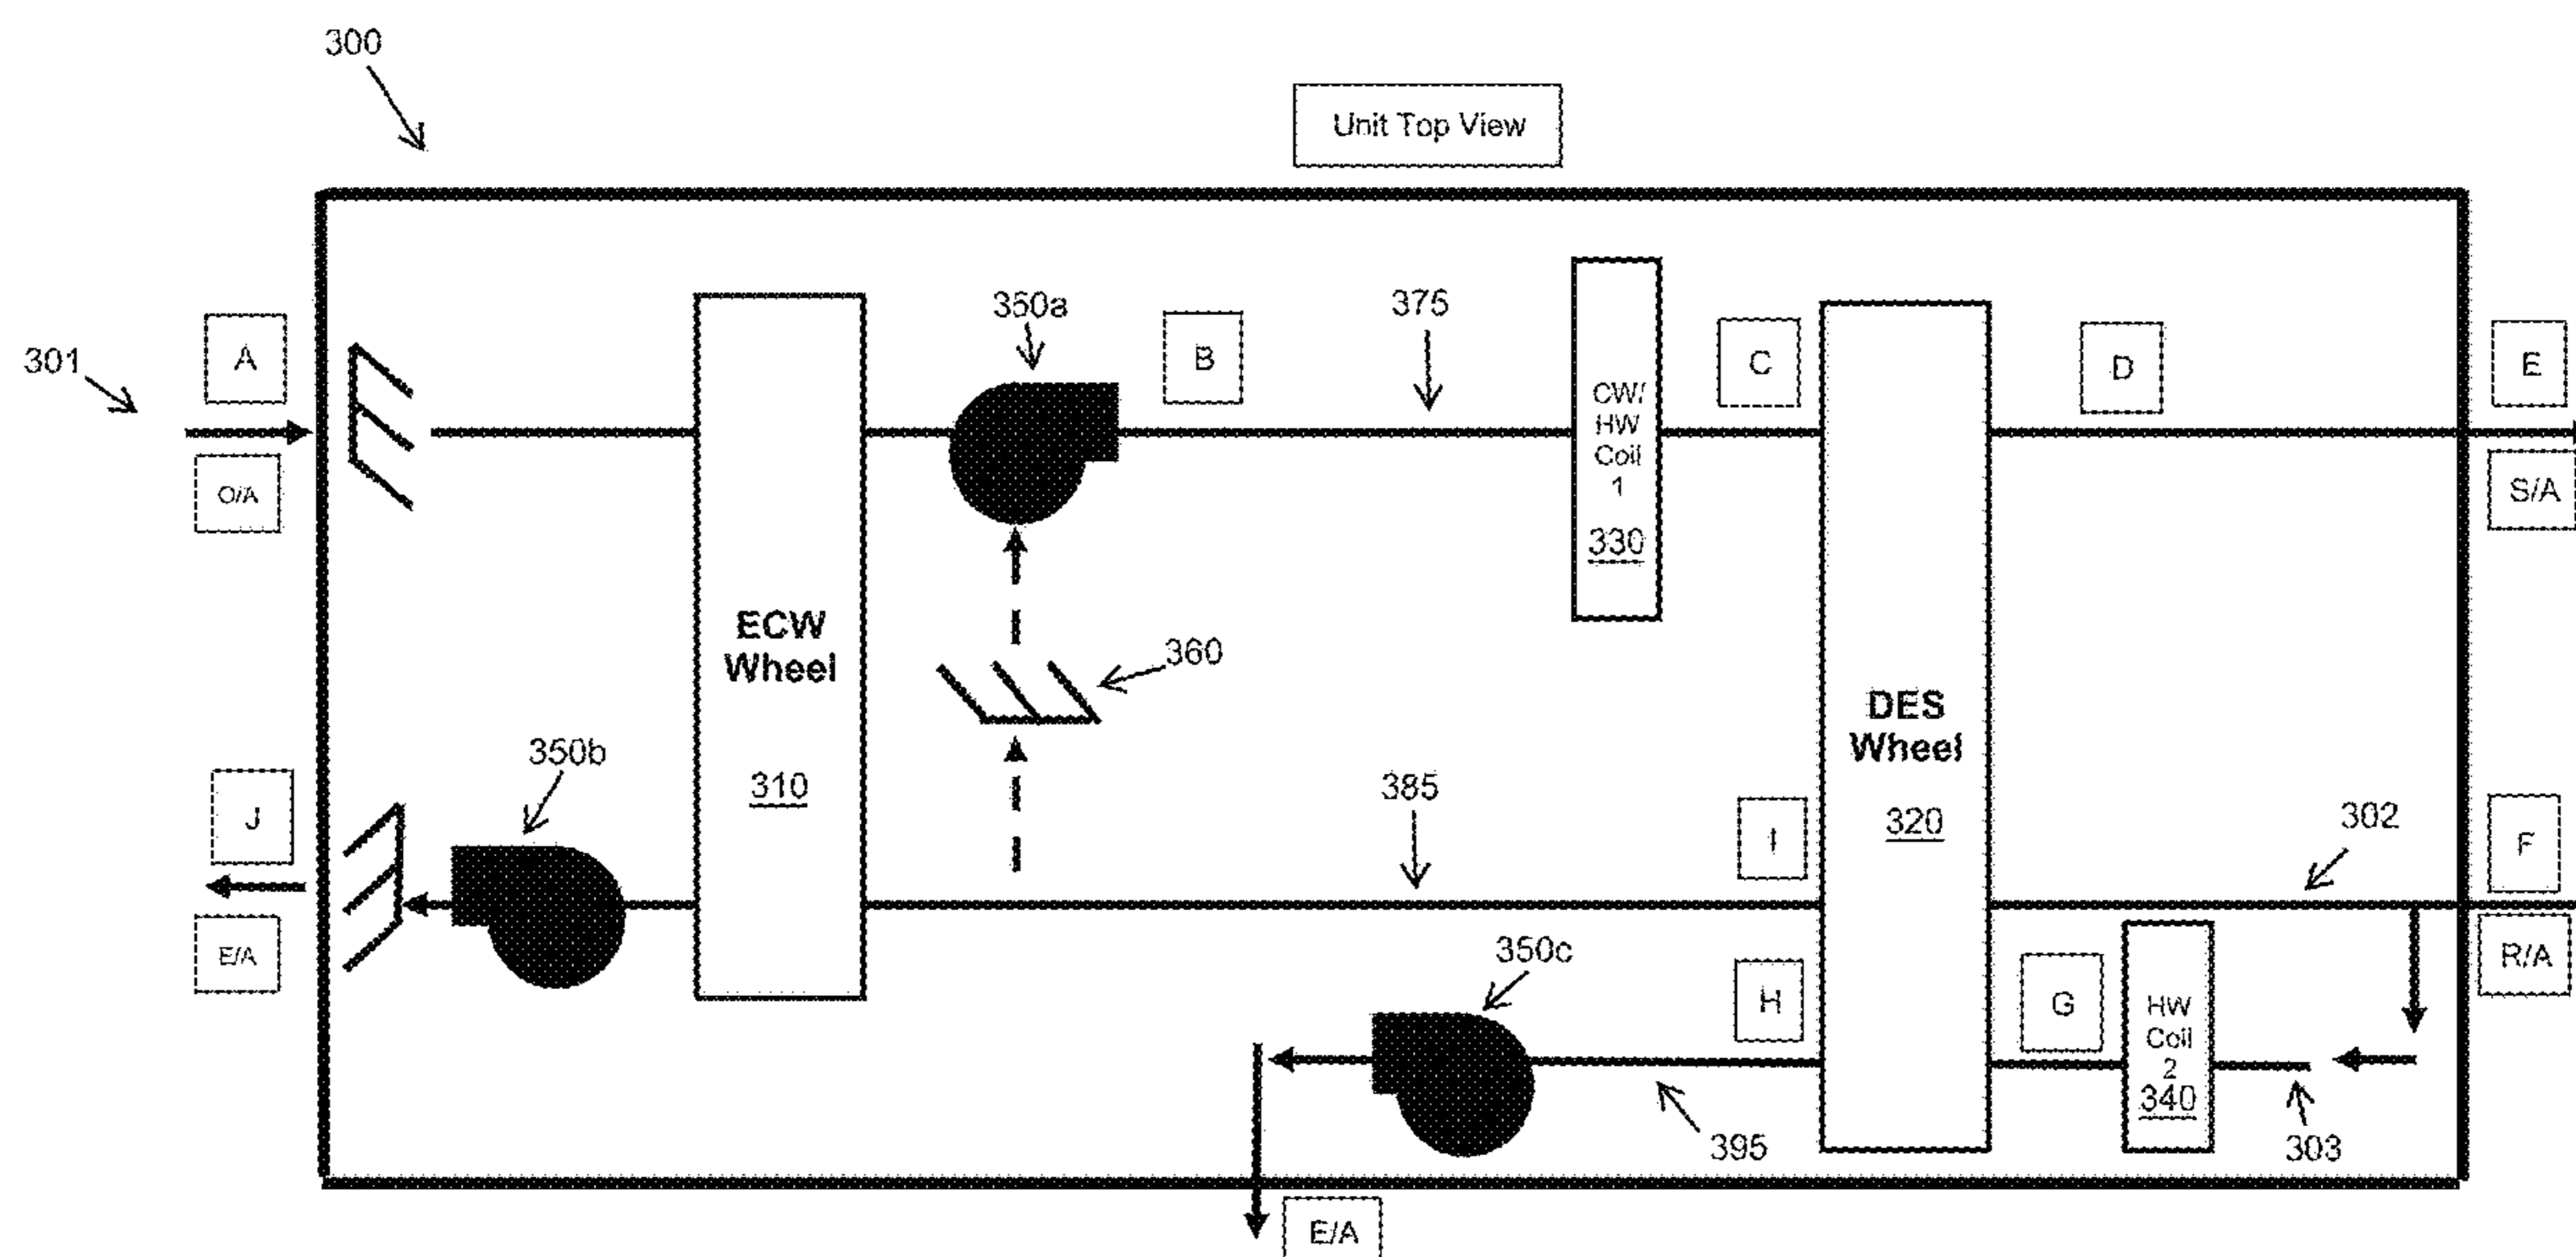 300
Unit Top View
301
A
O/A
350a
B
375
CW/
HW
Coil
1
330
C
D
E
S/A
ECW
Wheel
310
360
DES
Wheel
320
350b
J
E/A
385
I
302
F
R/A
350c
H
G
HW
Coil
2
340
303
395
E/A